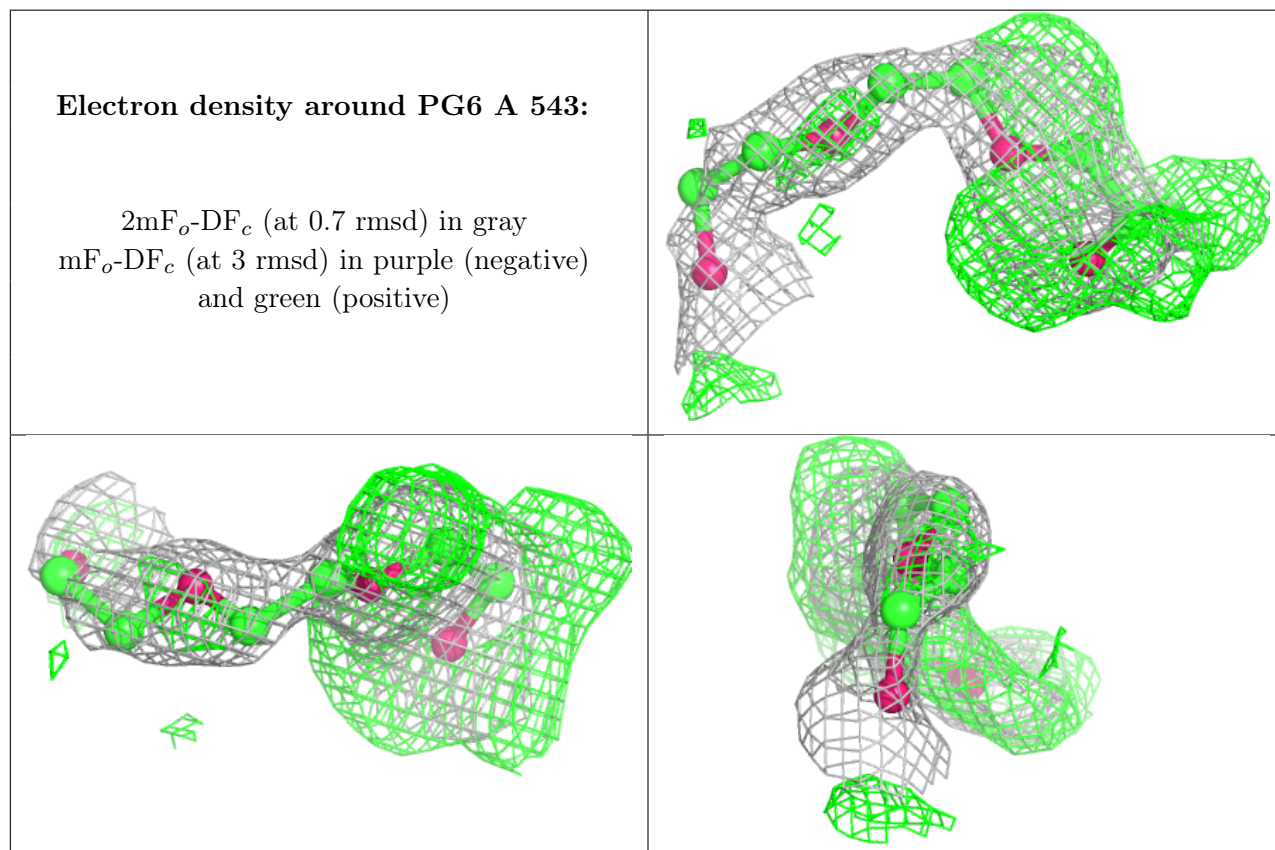 Electron density around PG6 A 543:
2mFo-DFc (at 0.7 rmsd) in gray
mFo-DFc (at 3 rmsd) in purple (negative)
and green (positive)